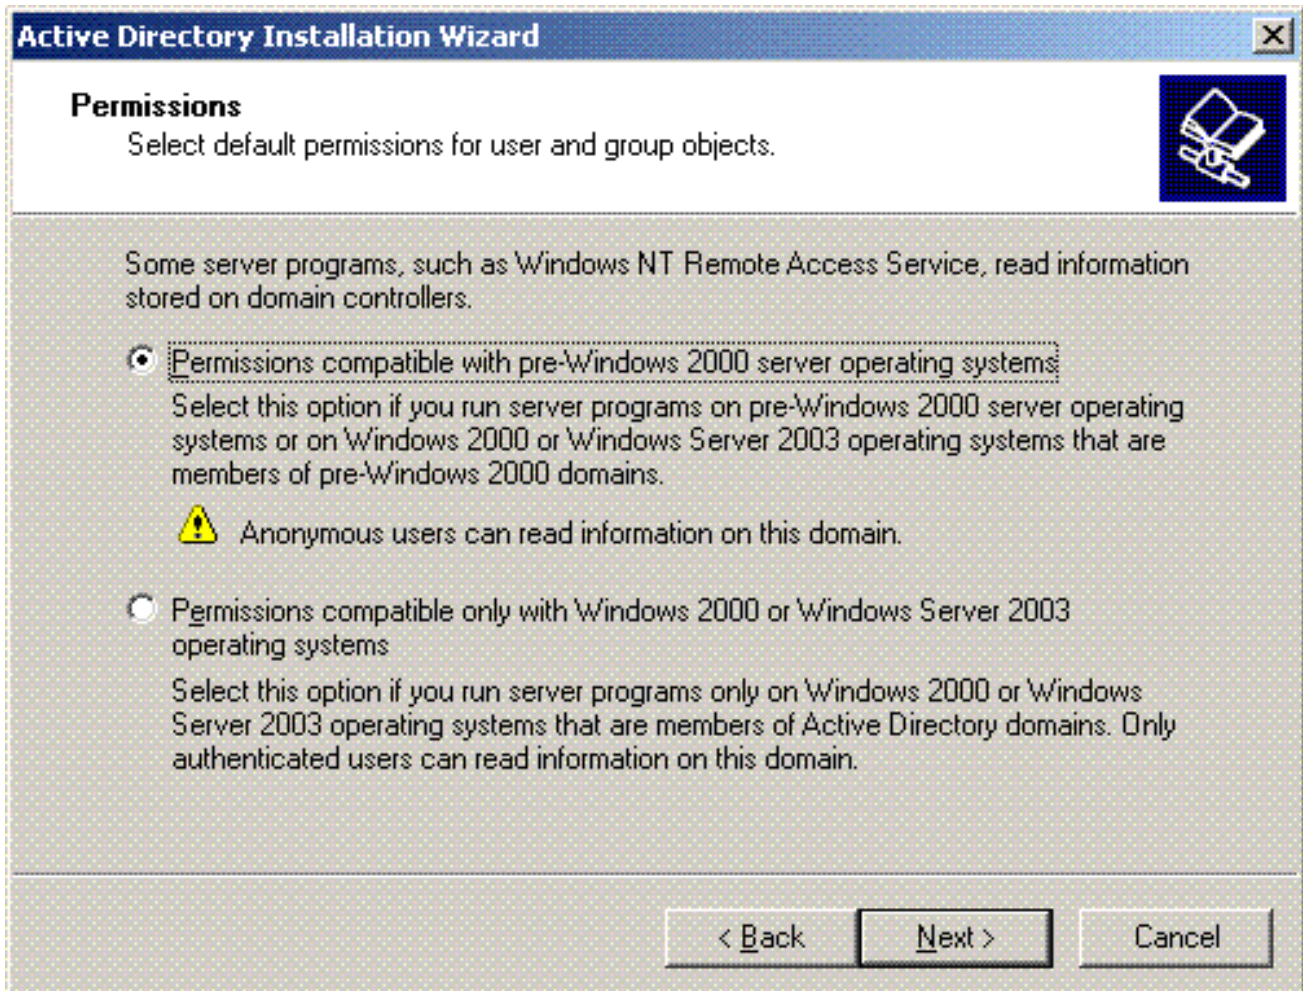 Active Directory Installation Wizard
Permissions
Select default permissions for user and group objects.
Some server programs, such as Windows NT Remote Access Service, read information
stored on domain controllers.
Permissions compatible with pre-Windows 2000 server operating systems
Select this option if you run server programs on pre-Windows 2000 server operating
systems or on Windows 2000 or Windows Server 2003 operating systems that are
members of pre-Windows 2000 domains.
Anonymous users can read information on this domain.
Permissions compatible only with Windows 2000 or Windows Server 2003
operating systems
Select this option if you run server programs only on Windows 2000 or Windows
Server 2003 operating systems that are members of Active Directory domains. Only
authenticated users can read information on this domain.
< Back Next > Cancel